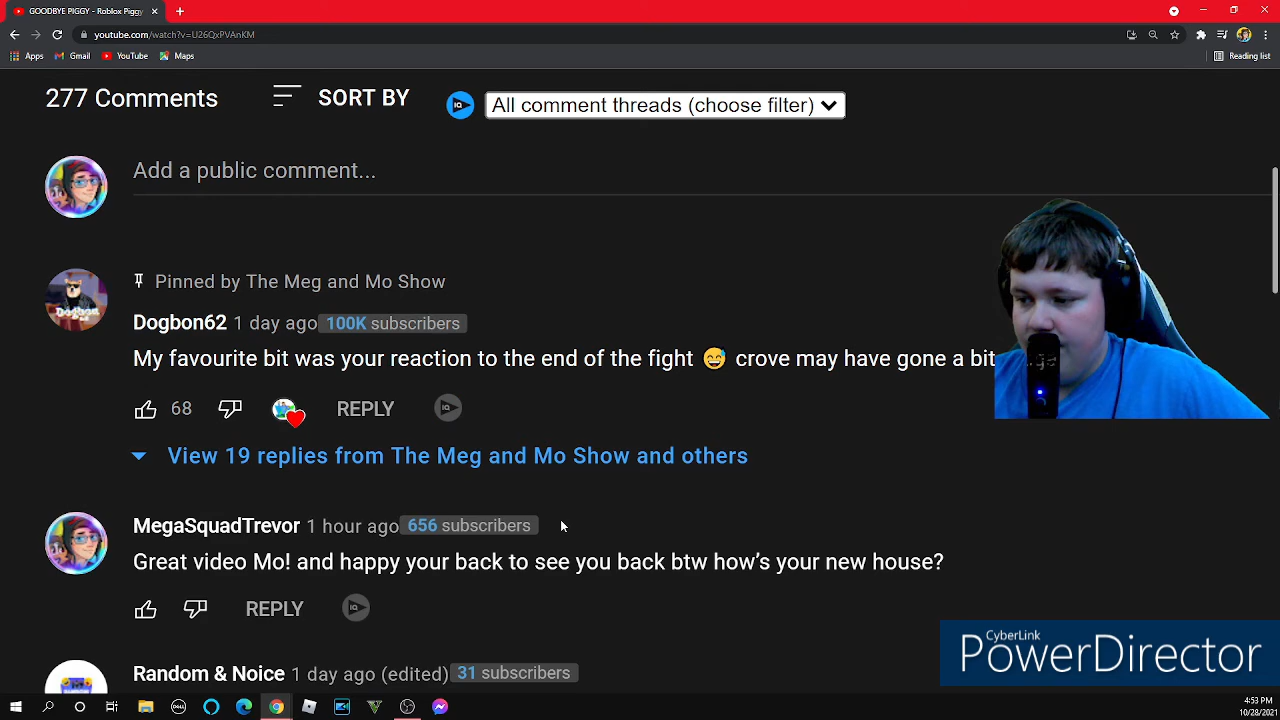 GOODBYE PIGGY - Roblox Piggy
youtube.com/watch?v=U26QxPVAnKM
Apps Gmail YouTube Maps Reading list
277 Comments SORT BY IQ All comment threads (choose filter)
Add a public comment...
Pinned by The Meg and Mo Show
Dogbon62 1 day ago 100K subscribers
My favourite bit was your reaction to the end of the fight 😅 crove may have gone a bit
68 REPLY IQ
View 19 replies from The Meg and Mo Show and others
MegaSquadTrevor 1 hour ago 656 subscribers
Great video Mo! and happy your back to see you back btw how’s your new house?
REPLY IQ
CyberLink
PowerDirector
Random & Noice 1 day ago (edited) 31 subscribers
4:53 PM
10/28/2021